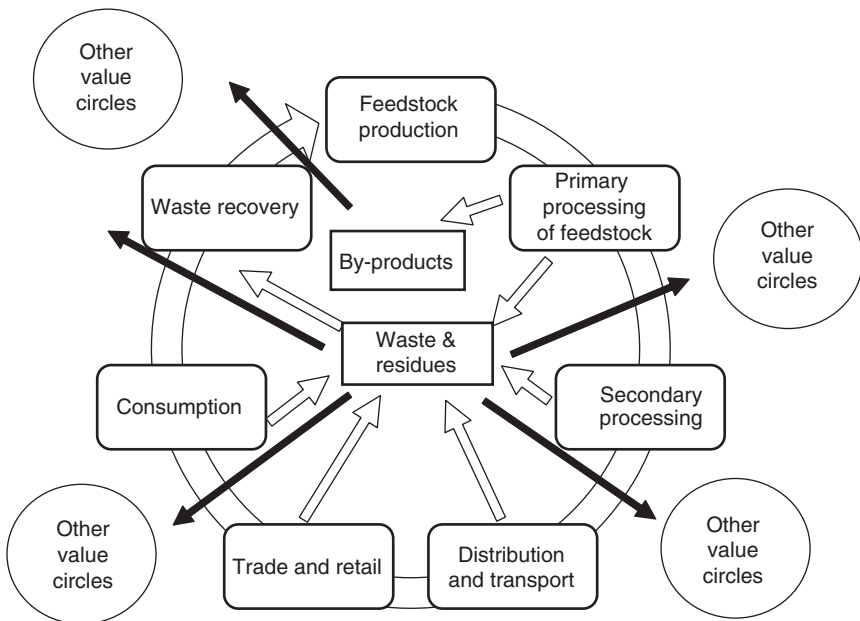 Other
value
circles
Feedstock
production
Waste recovery
Primary
processing
of feedstock
By-products
Other
value
circles
Waste &
residues
Consumption
Secondary
processing
Other
value
circles
Trade and retail
Distribution
and transport
Other
value
circles